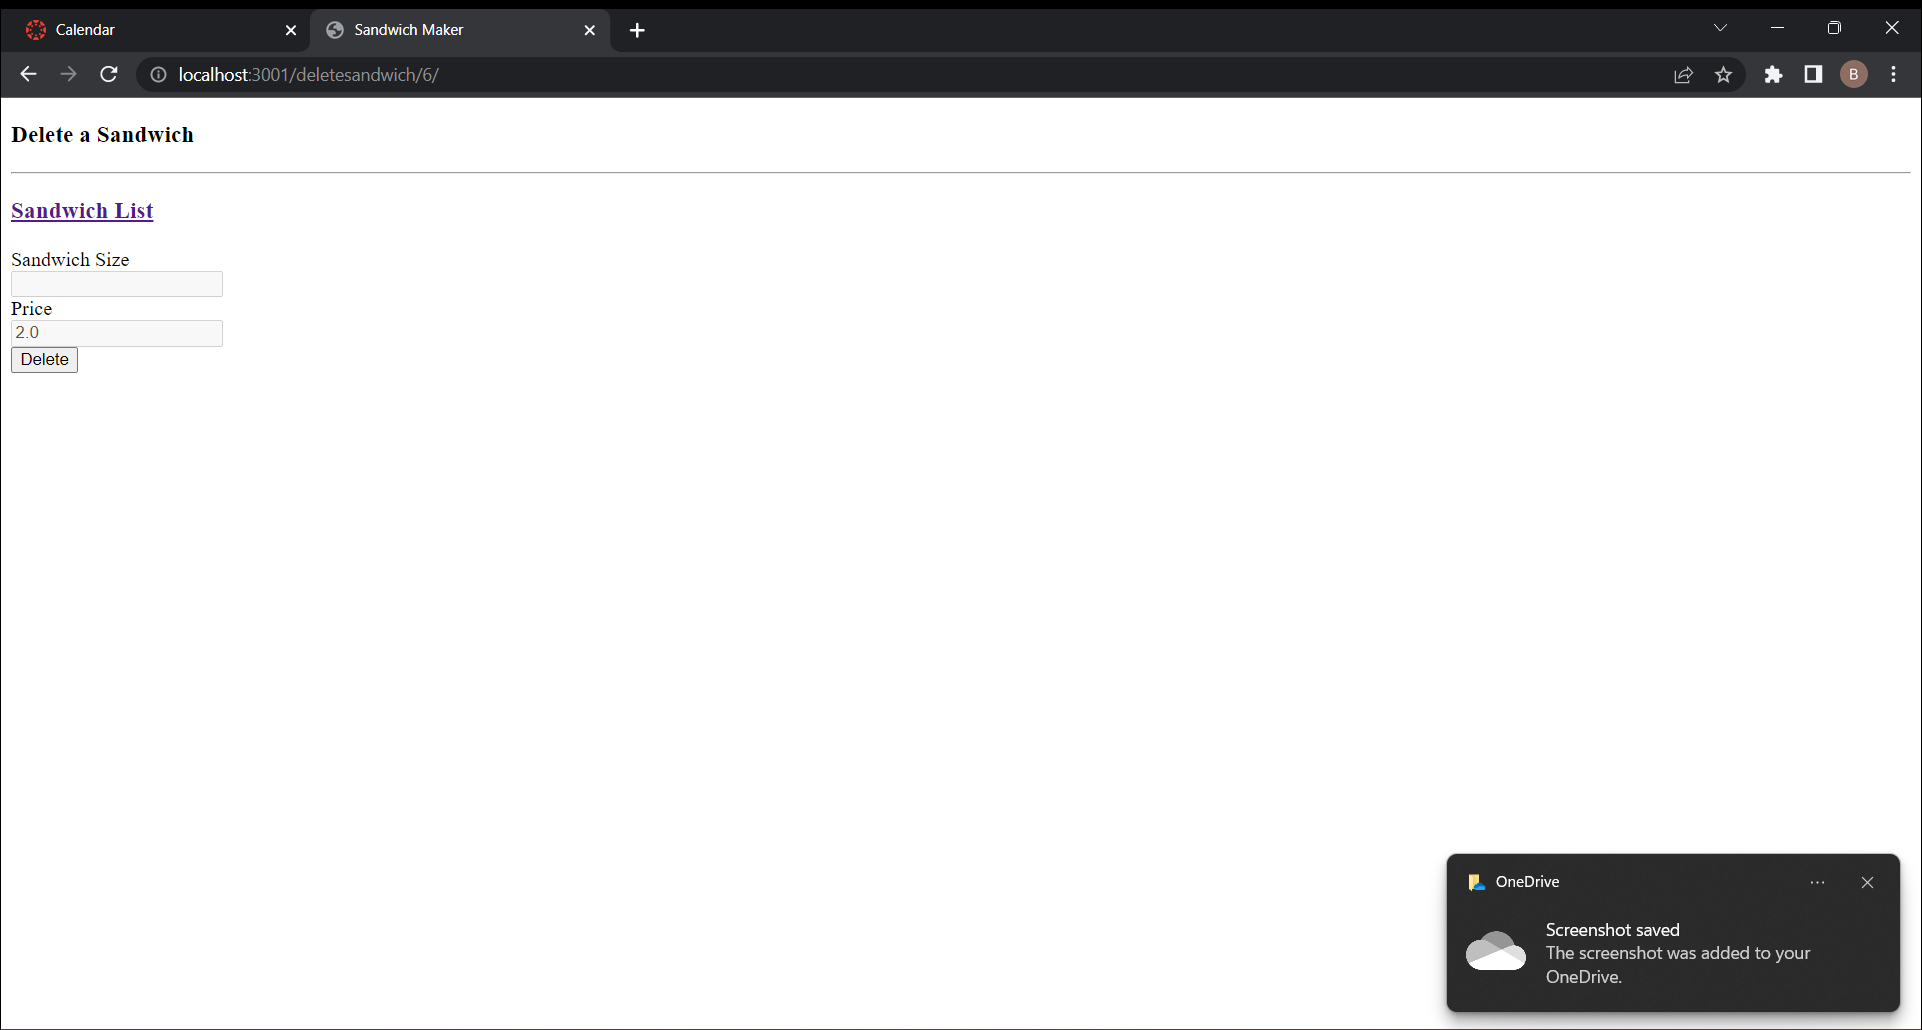 Calendar
Sandwich Maker
localhost:3001/deletesandwich/6/
B
Delete a Sandwich
Sandwich List
Sandwich Size
Price
2.0
Delete
OneDrive
Screenshot saved
The screenshot was added to your
OneDrive.